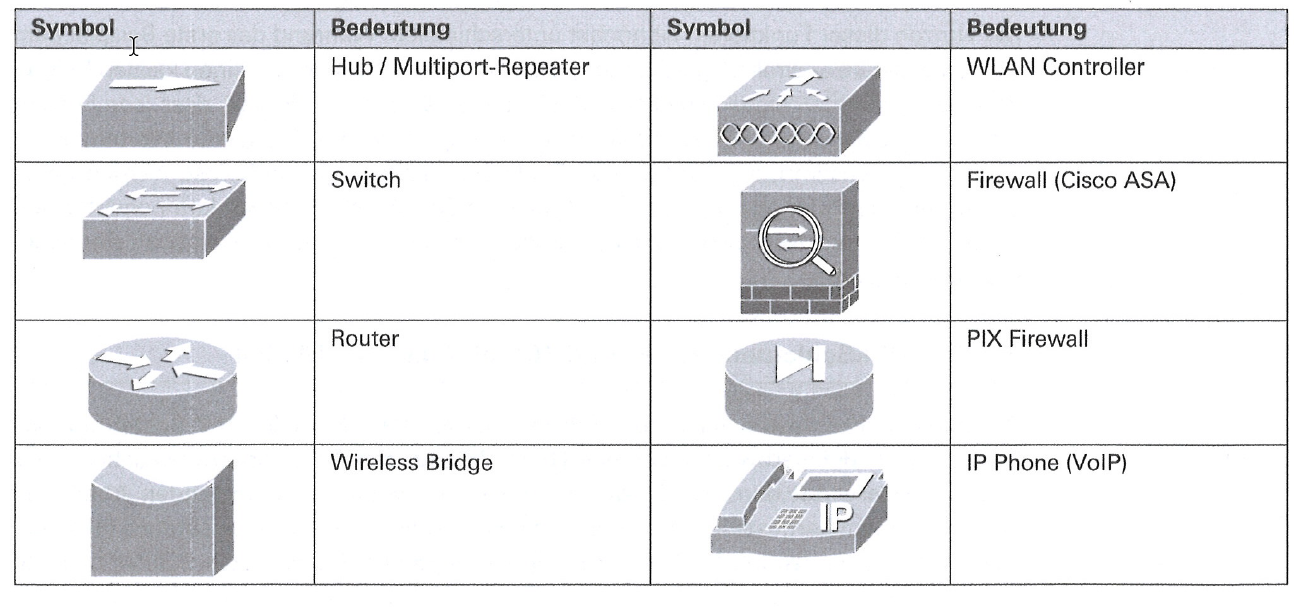 Symbol Bedeutung Symbol Bedeutung
Hub / Multiport-Repeater WLAN Controller
Switch Firewall (Cisco ASA)
Router PIX Firewall
Wireless Bridge IP Phone (VoIP)
IP